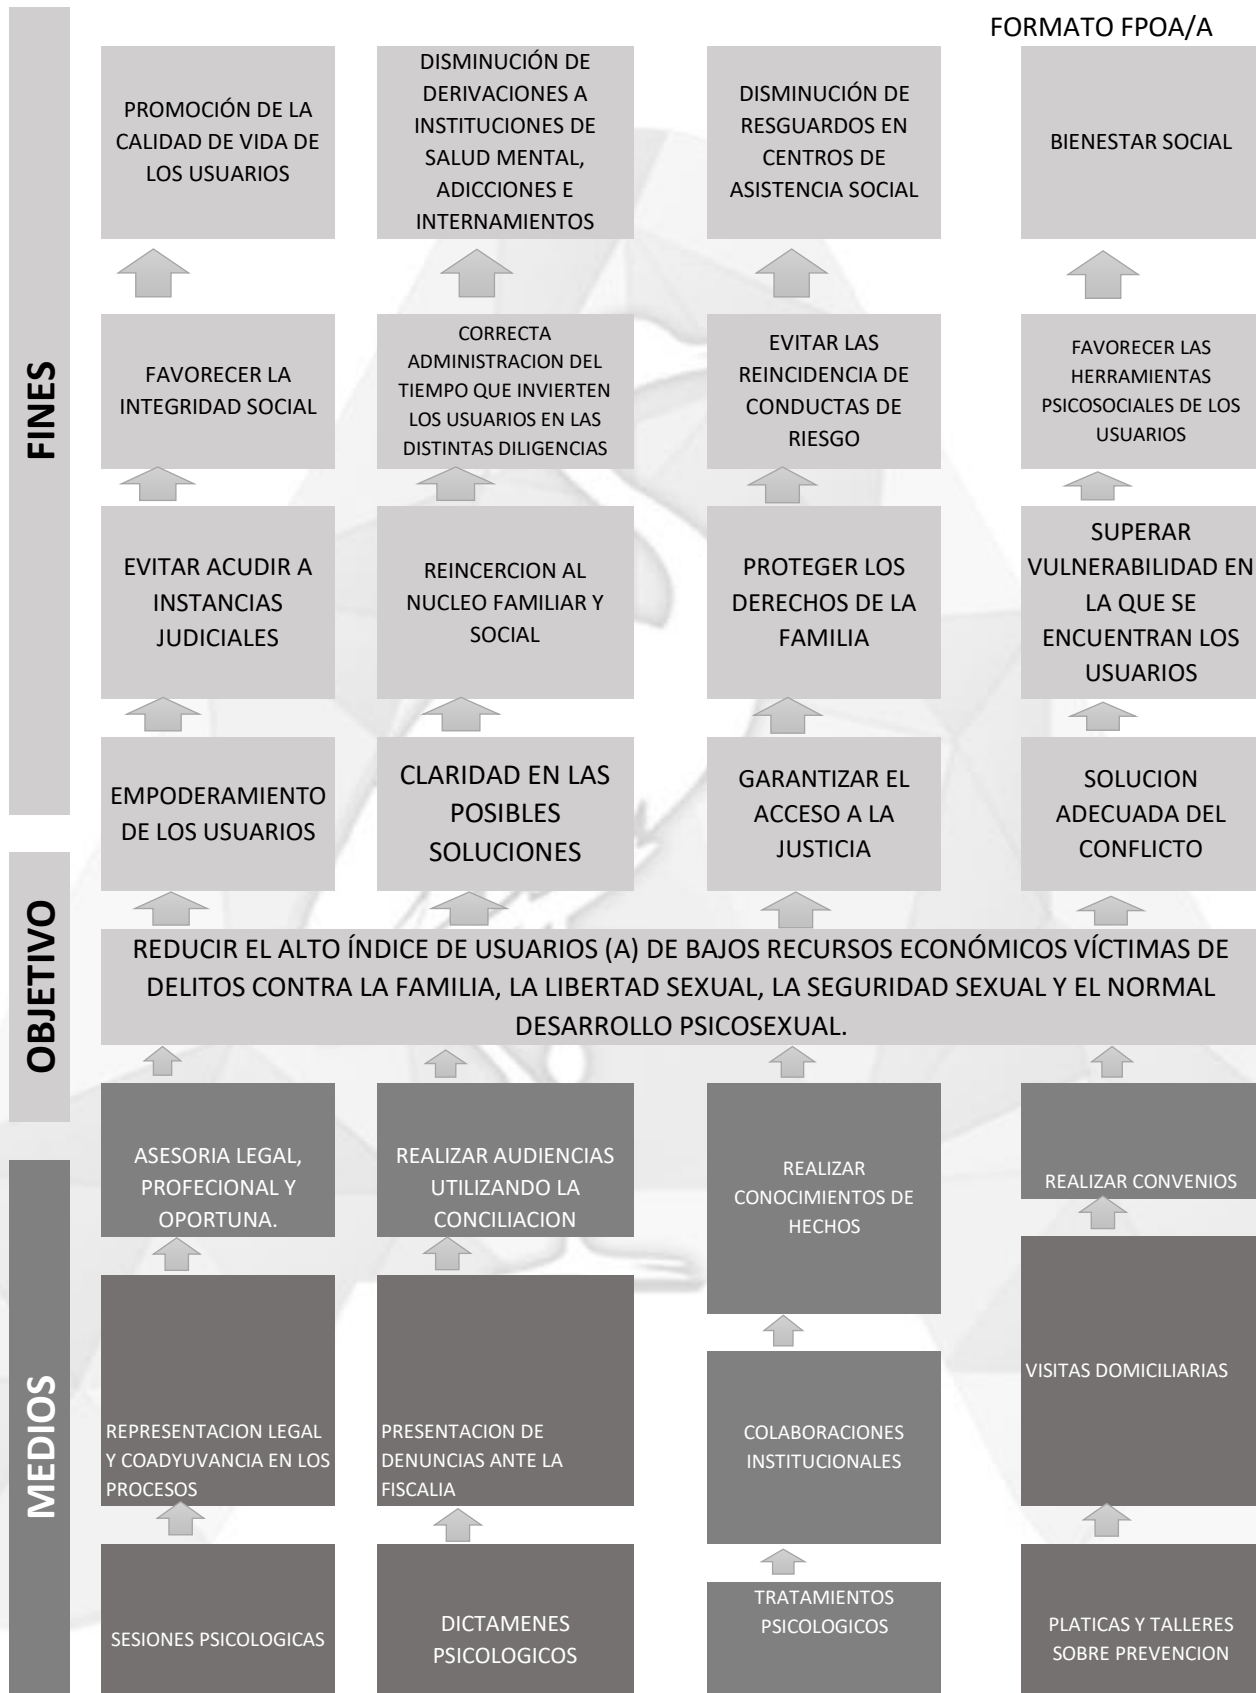 FORMATO FPOA/A
FINES
PROMOCIÓN DE LA
CALIDAD DE VIDA DE
LOS USUARIOS
DISMINUCIÓN DE
DERIVACIONES A
INSTITUCIONES DE
SALUD MENTAL,
ADICCIONES E
INTERNAMIENTOS
DISMINUCIÓN DE
RESGUARDOS EN
CENTROS DE
ASISTENCIA SOCIAL
BIENESTAR SOCIAL
FAVORECER LA
INTEGRIDAD SOCIAL
CORRECTA
ADMINISTRACION DEL
TIEMPO QUE INVIERTEN
LOS USUARIOS EN LAS
DISTINTAS DILIGENCIAS
EVITAR LAS
REINCIDENCIA DE
CONDUCTAS DE
RIESGO
FAVORECER LAS
HERRAMIENTAS
PSICOSOCIALES DE LOS
USUARIOS
EVITAR ACUDIR A
INSTANCIAS
JUDICIALES
REINCERCION AL
NUCLEO FAMILIAR Y
SOCIAL
PROTEGER LOS
DERECHOS DE LA
FAMILIA
SUPERAR
VULNERABILIDAD EN
LA QUE SE
ENCUENTRAN LOS
USUARIOS
EMPODERAMIENTO
DE LOS USUARIOS
CLARIDAD EN LAS
POSIBLES
SOLUCIONES
GARANTIZAR EL
ACCESO A LA
JUSTICIA
SOLUCION
ADECUADA DEL
CONFLICTO
OBJETIVO
REDUCIR EL ALTO ÍNDICE DE USUARIOS (A) DE BAJOS RECURSOS ECONÓMICOS VÍCTIMAS DE
DELITOS CONTRA LA FAMILIA, LA LIBERTAD SEXUAL, LA SEGURIDAD SEXUAL Y EL NORMAL
DESARROLLO PSICOSEXUAL.
MEDIOS
ASESORIA LEGAL,
PROFECIONAL Y
OPORTUNA.
REALIZAR AUDIENCIAS
UTILIZANDO LA
CONCILIACION
REALIZAR
CONOCIMIENTOS DE
HECHOS
REALIZAR CONVENIOS
REPRESENTACION LEGAL
Y COADYUVANCIA EN LOS
PROCESOS
PRESENTACION DE
DENUNCIAS ANTE LA
FISCALIA
COLABORACIONES
INSTITUCIONALES
VISITAS DOMICILIARIAS
SESIONES PSICOLOGICAS
DICTAMENES
PSICOLOGICOS
TRATAMIENTOS
PSICOLOGICOS
PLATICAS Y TALLERES
SOBRE PREVENCION